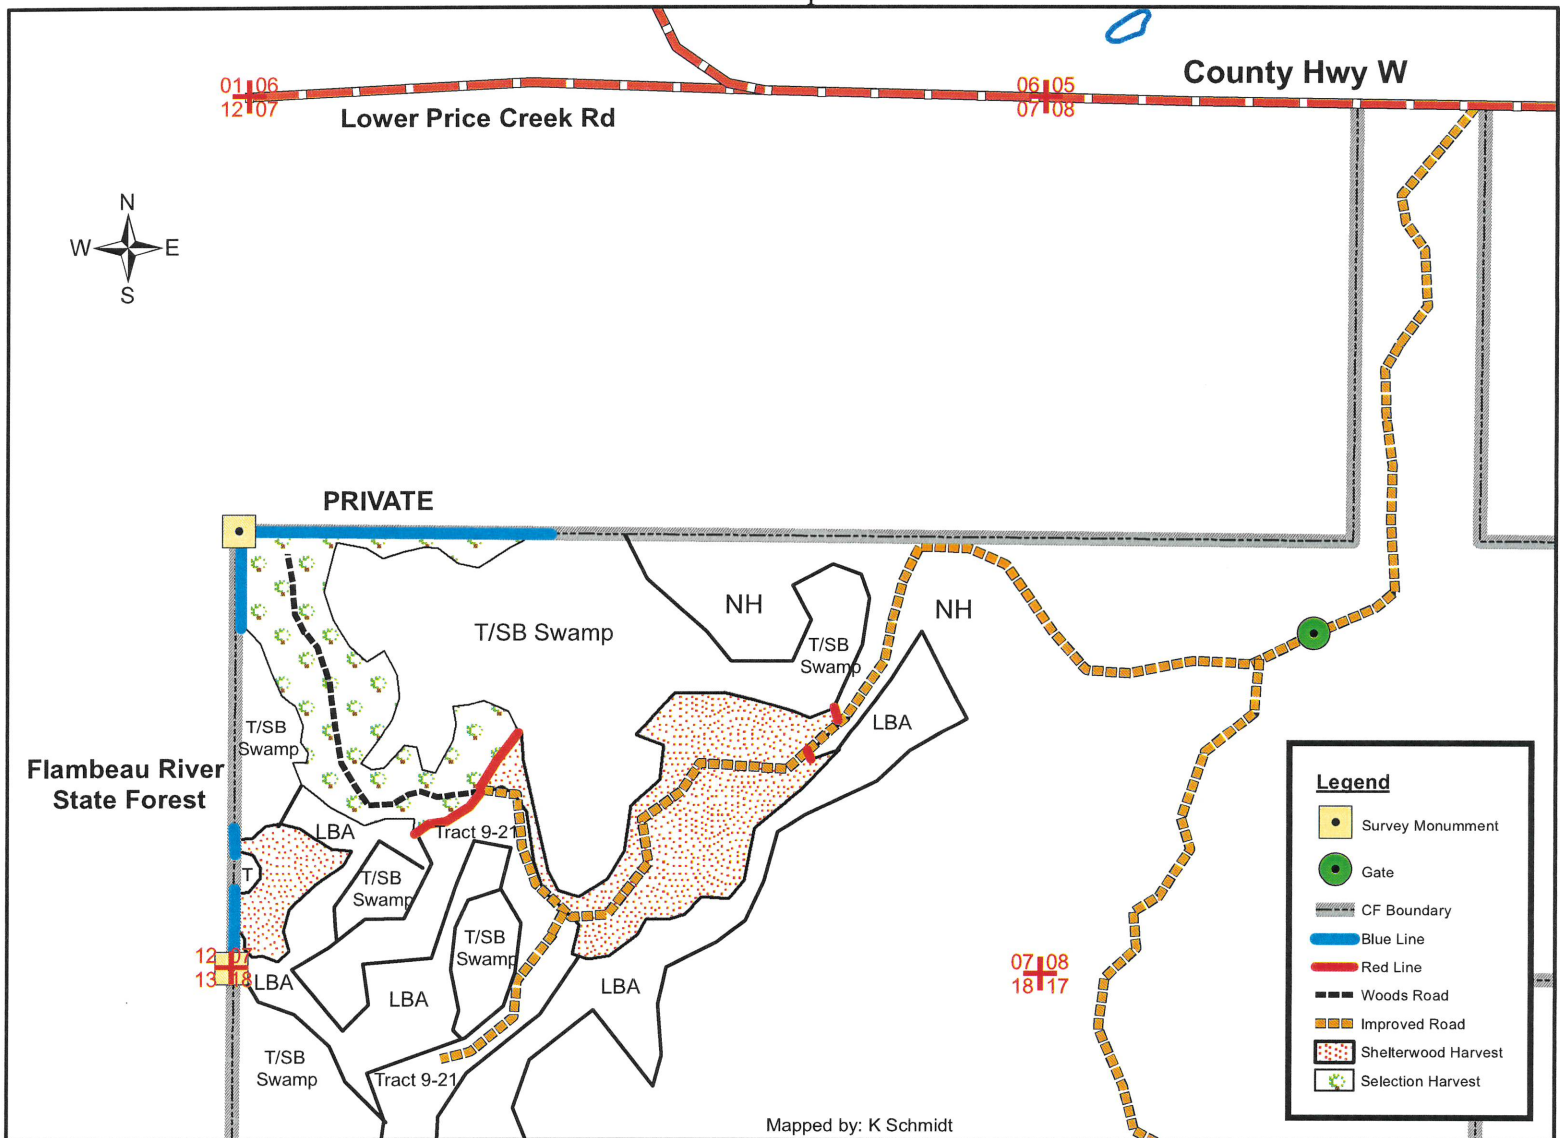 County Hwy W
01 06
12 07
06 05
07 08
Lower Price Creek Rd
N
W E
S
PRIVATE
NH
NH
T/SB Swamp
T/SB
Swamp
LBA
T/SB
Swamp
Flambeau River
State Forest
LBA
Tract 9-21
T
T/SB
Swamp
T/SB
Swamp
12 07
13 18
LBA
LBA
LBA
07 08
18 17
T/SB
Swamp
Tract 9-21
Mapped by: K Schmidt
Legend
Survey Monumment
Gate
CF Boundary
Blue Line
Red Line
Woods Road
Improved Road
Shelterwood Harvest
Selection Harvest